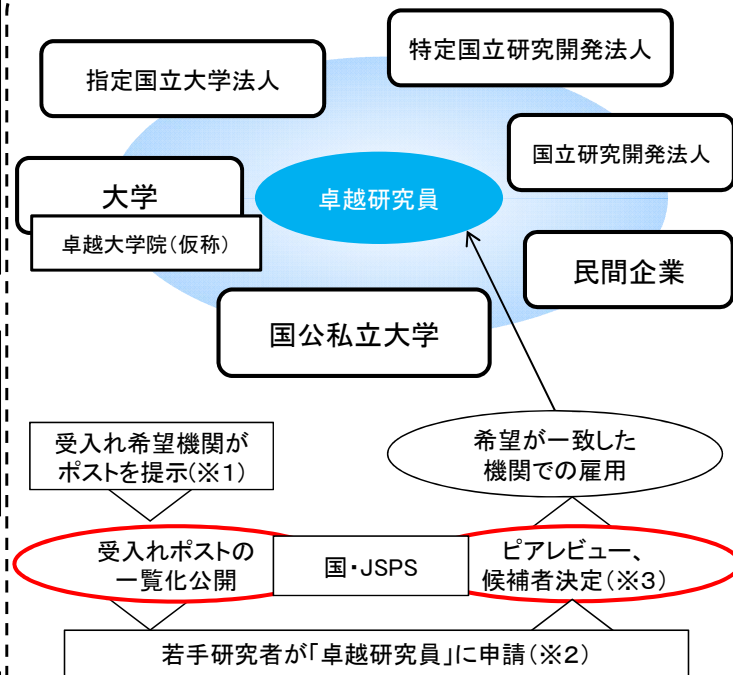 特定国立研究開発法人
指定国立大学法人
国立研究開発法人
大学
卓越研究員
卓越大学院(仮称)
民間企業
国公私立大学
受入れ希望機関が
ポストを提示(※1)
希望が一致した
機関での雇用
受入れポストの
一覧化公開
国・JSPS
ピアレビュー、
候補者決定(※3)
若手研究者が「卓越研究員」に申請(※2)